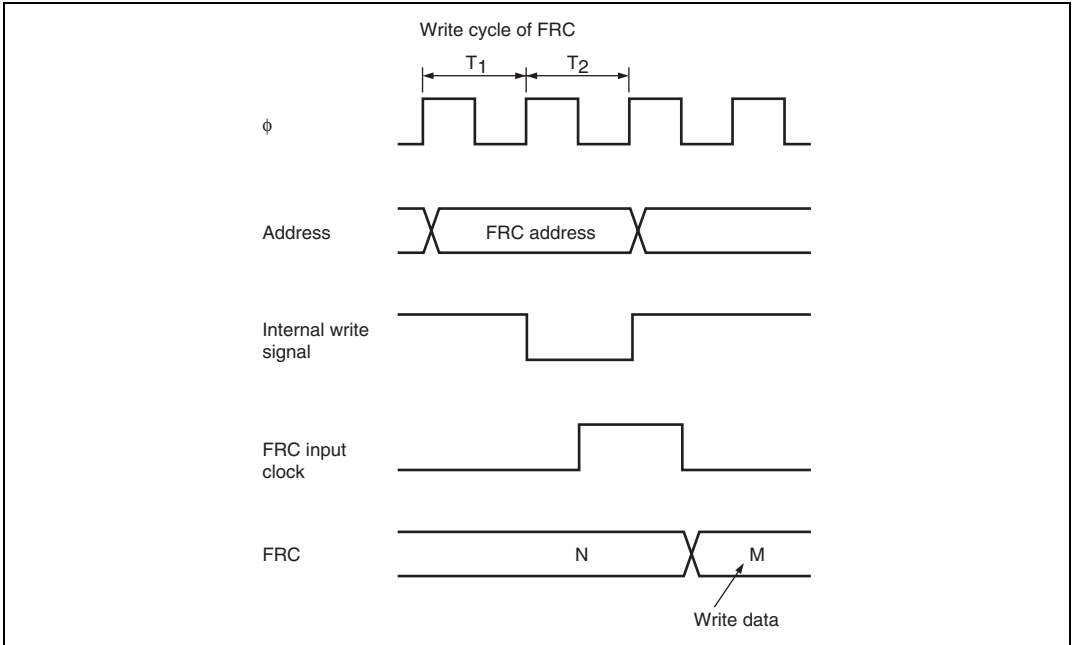 Write cycle of FRC
T1 T2
φ
Address
FRC address
Internal write
signal
FRC input
clock
FRC
N
M
Write data